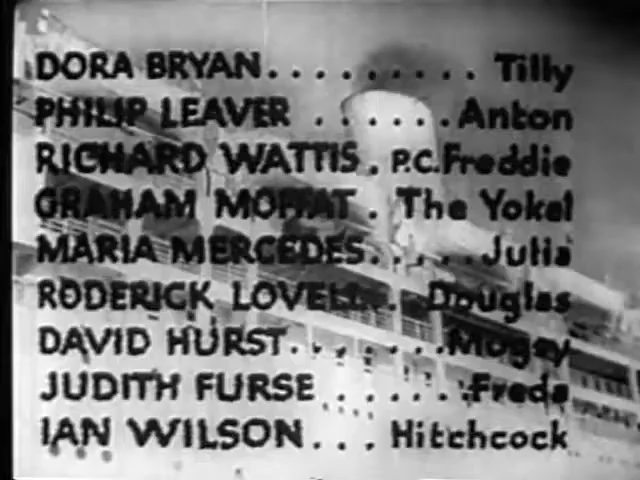 DORA BRYAN......... Tilly
PHILIP LEAVER ...... Anton
RICHARD WATTIS . P.C. Freddie
GRAHAM MOFFAT . The Yokel
MARIA MERCEDES..... Julia
RODERICK LOVELL.. Douglas
DAVID HURST.......
JUDITH FURSE ...... Freda
IAN WILSON... Hitchcock